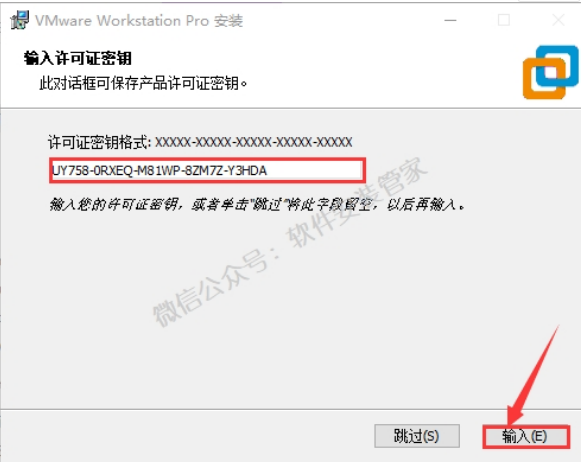 VMware Workstation Pro 安装
输入许可证密钥
此对话框可保存产品许可证密钥。
许可证密钥格式: XXXXX-XXXXX-XXXXX-XXXXX-XXXXX
UY758-0RXEQ-M81WP-8ZM7Z-Y3HDA
输入您的许可证密钥，或者单击"跳过"将此字段留空，以后再输入。
微信公众号：软件安装管家
跳过(S)
输入(E)